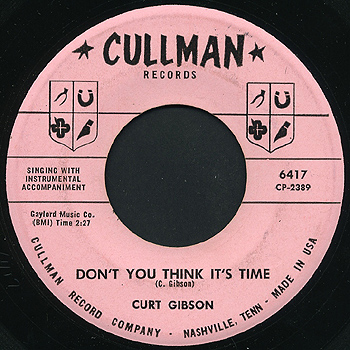 ★ CULLMAN ★
RECORDS
SINGING WITH
INSTRUMENTAL
ACCOMPANIMENT
6417
CP-2389
Gayford Music Co.
(BMI) Time 2:27
DON'T YOU THINK IT'S TIME
(C. Gibson)
CURT GIBSON
CULLMAN RECORD COMPANY - NASHVILLE, TENN - MADE IN USA